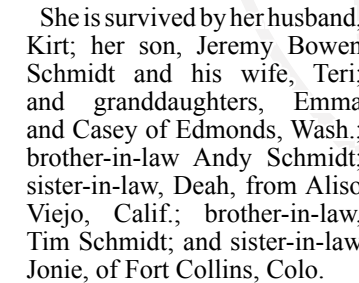 She is survived by her husband,
Kirt; her son, Jeremy Bowen
Schmidt and his wife, Teri;
and granddaughters, Emma
and Casey of Edmonds, Wash.;
brother-in-law Andy Schmidt;
sister-in-law, Deah, from Aliso
Viejo, Calif.; brother-in-law,
Tim Schmidt; and sister-in-law
Jonie, of Fort Collins, Colo.